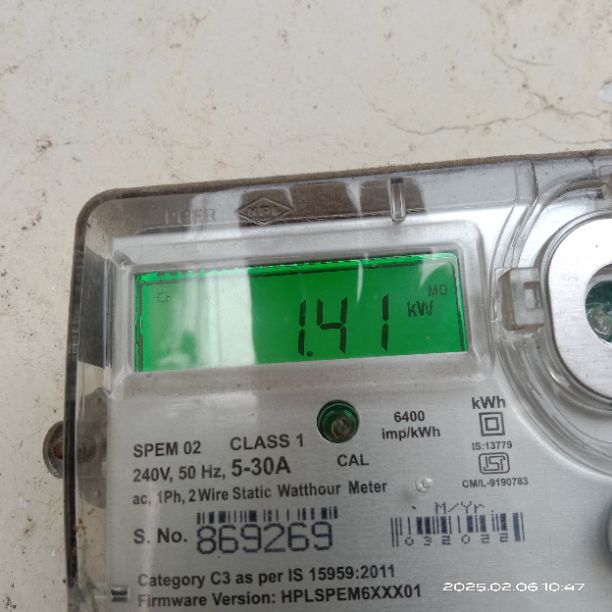 HPL
MD
1.41 kW
SPEM 02 CLASS 1
240V, 50 Hz, 5-30A
ac, 1Ph, 2 Wire Static Watthour Meter
CAL
6400
imp/kWh
kWh
IS:13779
ISI
CM/L-9190783
S. No. 869269
M/Yr.
032022
Category C3 as per IS 15959:2011
Firmware Version: HPLSPEM6XXX01
2025.02.06 10:47